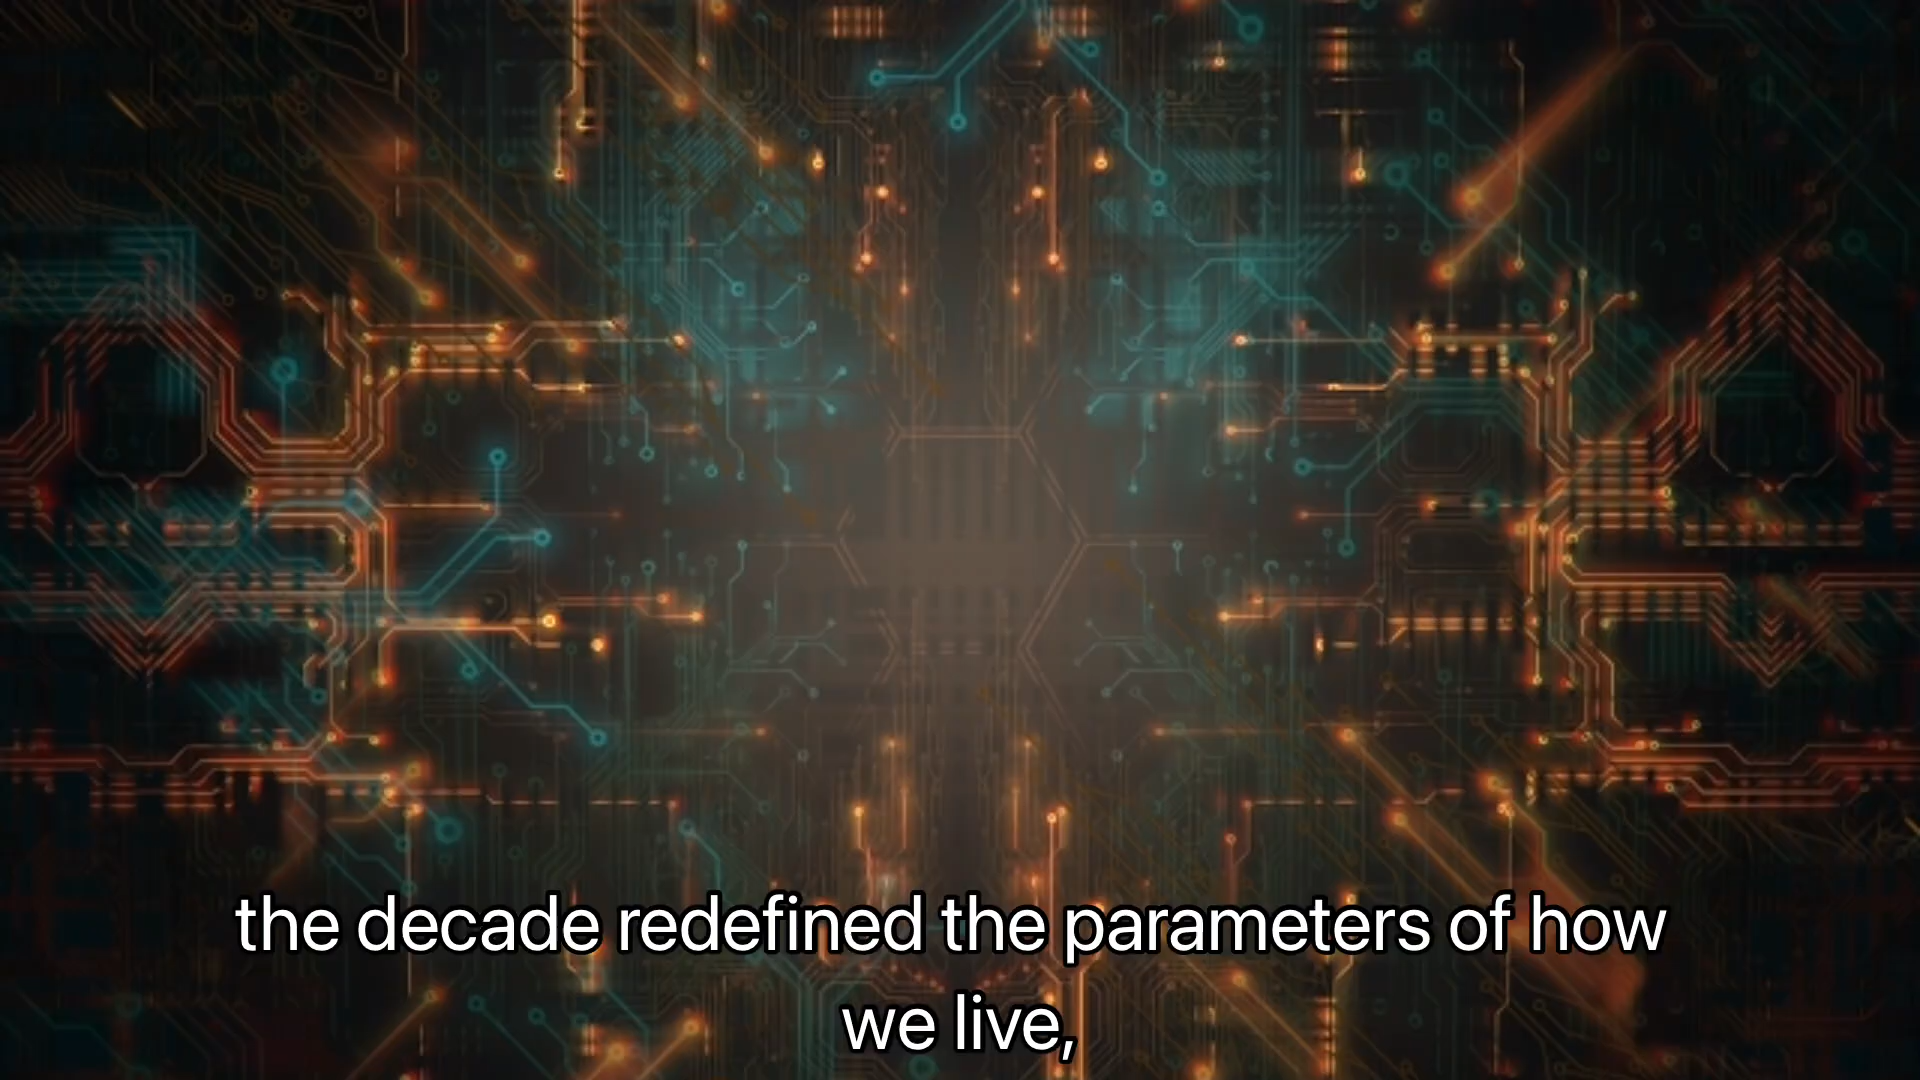 the decade redefined the parameters of how
we live,